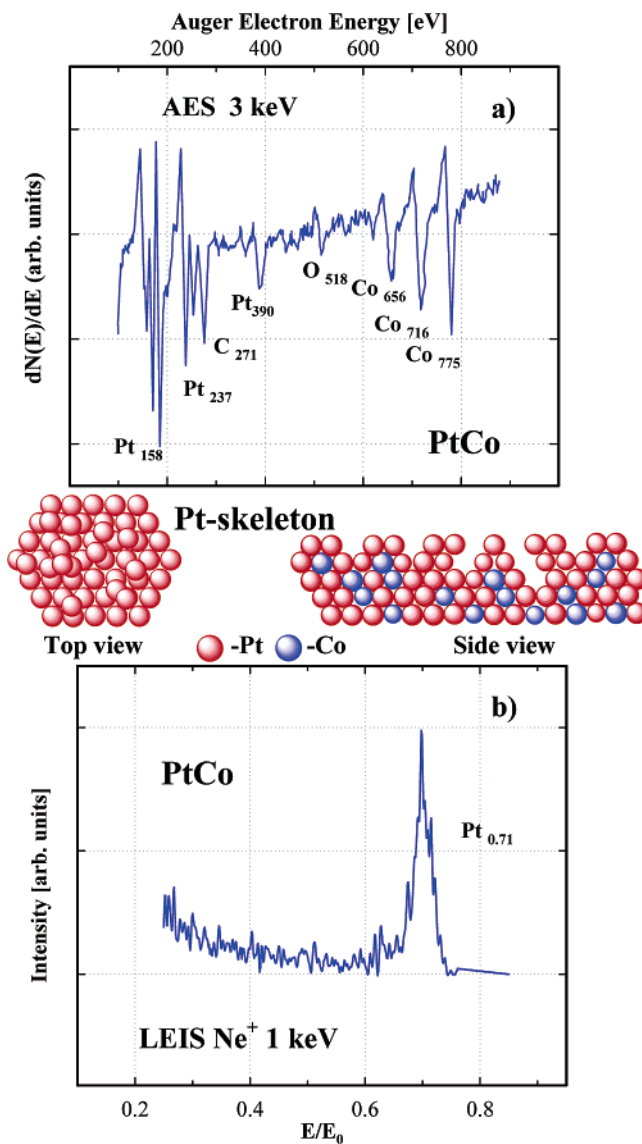 Auger Electron Energy [eV]
200 400 600 800
AES 3 keV a)
dN(E)/dE (arb. units)
O 518
Pt390
Co 656
C 271
Co 716
Pt 237
Co 775
Pt 158
PtCo
Pt-skeleton
Top view -Pt -Co Side view
b)
PtCo
Pt 0.71
Intensity [arb. units]
LEIS Ne+ 1 keV
0.2 0.4 0.6 0.8
E/E0